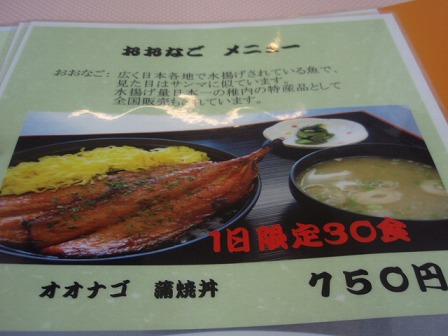 おおなご メニュー
おおなご：広く日本各地で水揚げされている魚で、
見た目はサンマに似ています。
水揚げ量日本一の稚内の特産品として
全国販売もされています。
1日限定30食
オオナゴ 蒲焼丼 750円